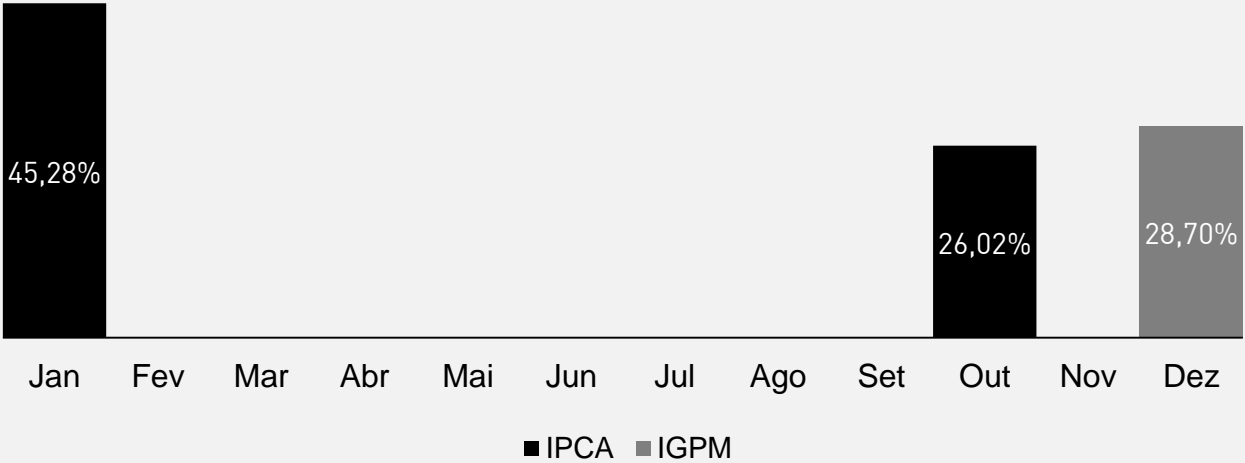 45,28%
26,02%
28,70%
Jan Fev Mar Abr Mai Jun Jul Ago Set Out Nov Dez
IPCA IGPM